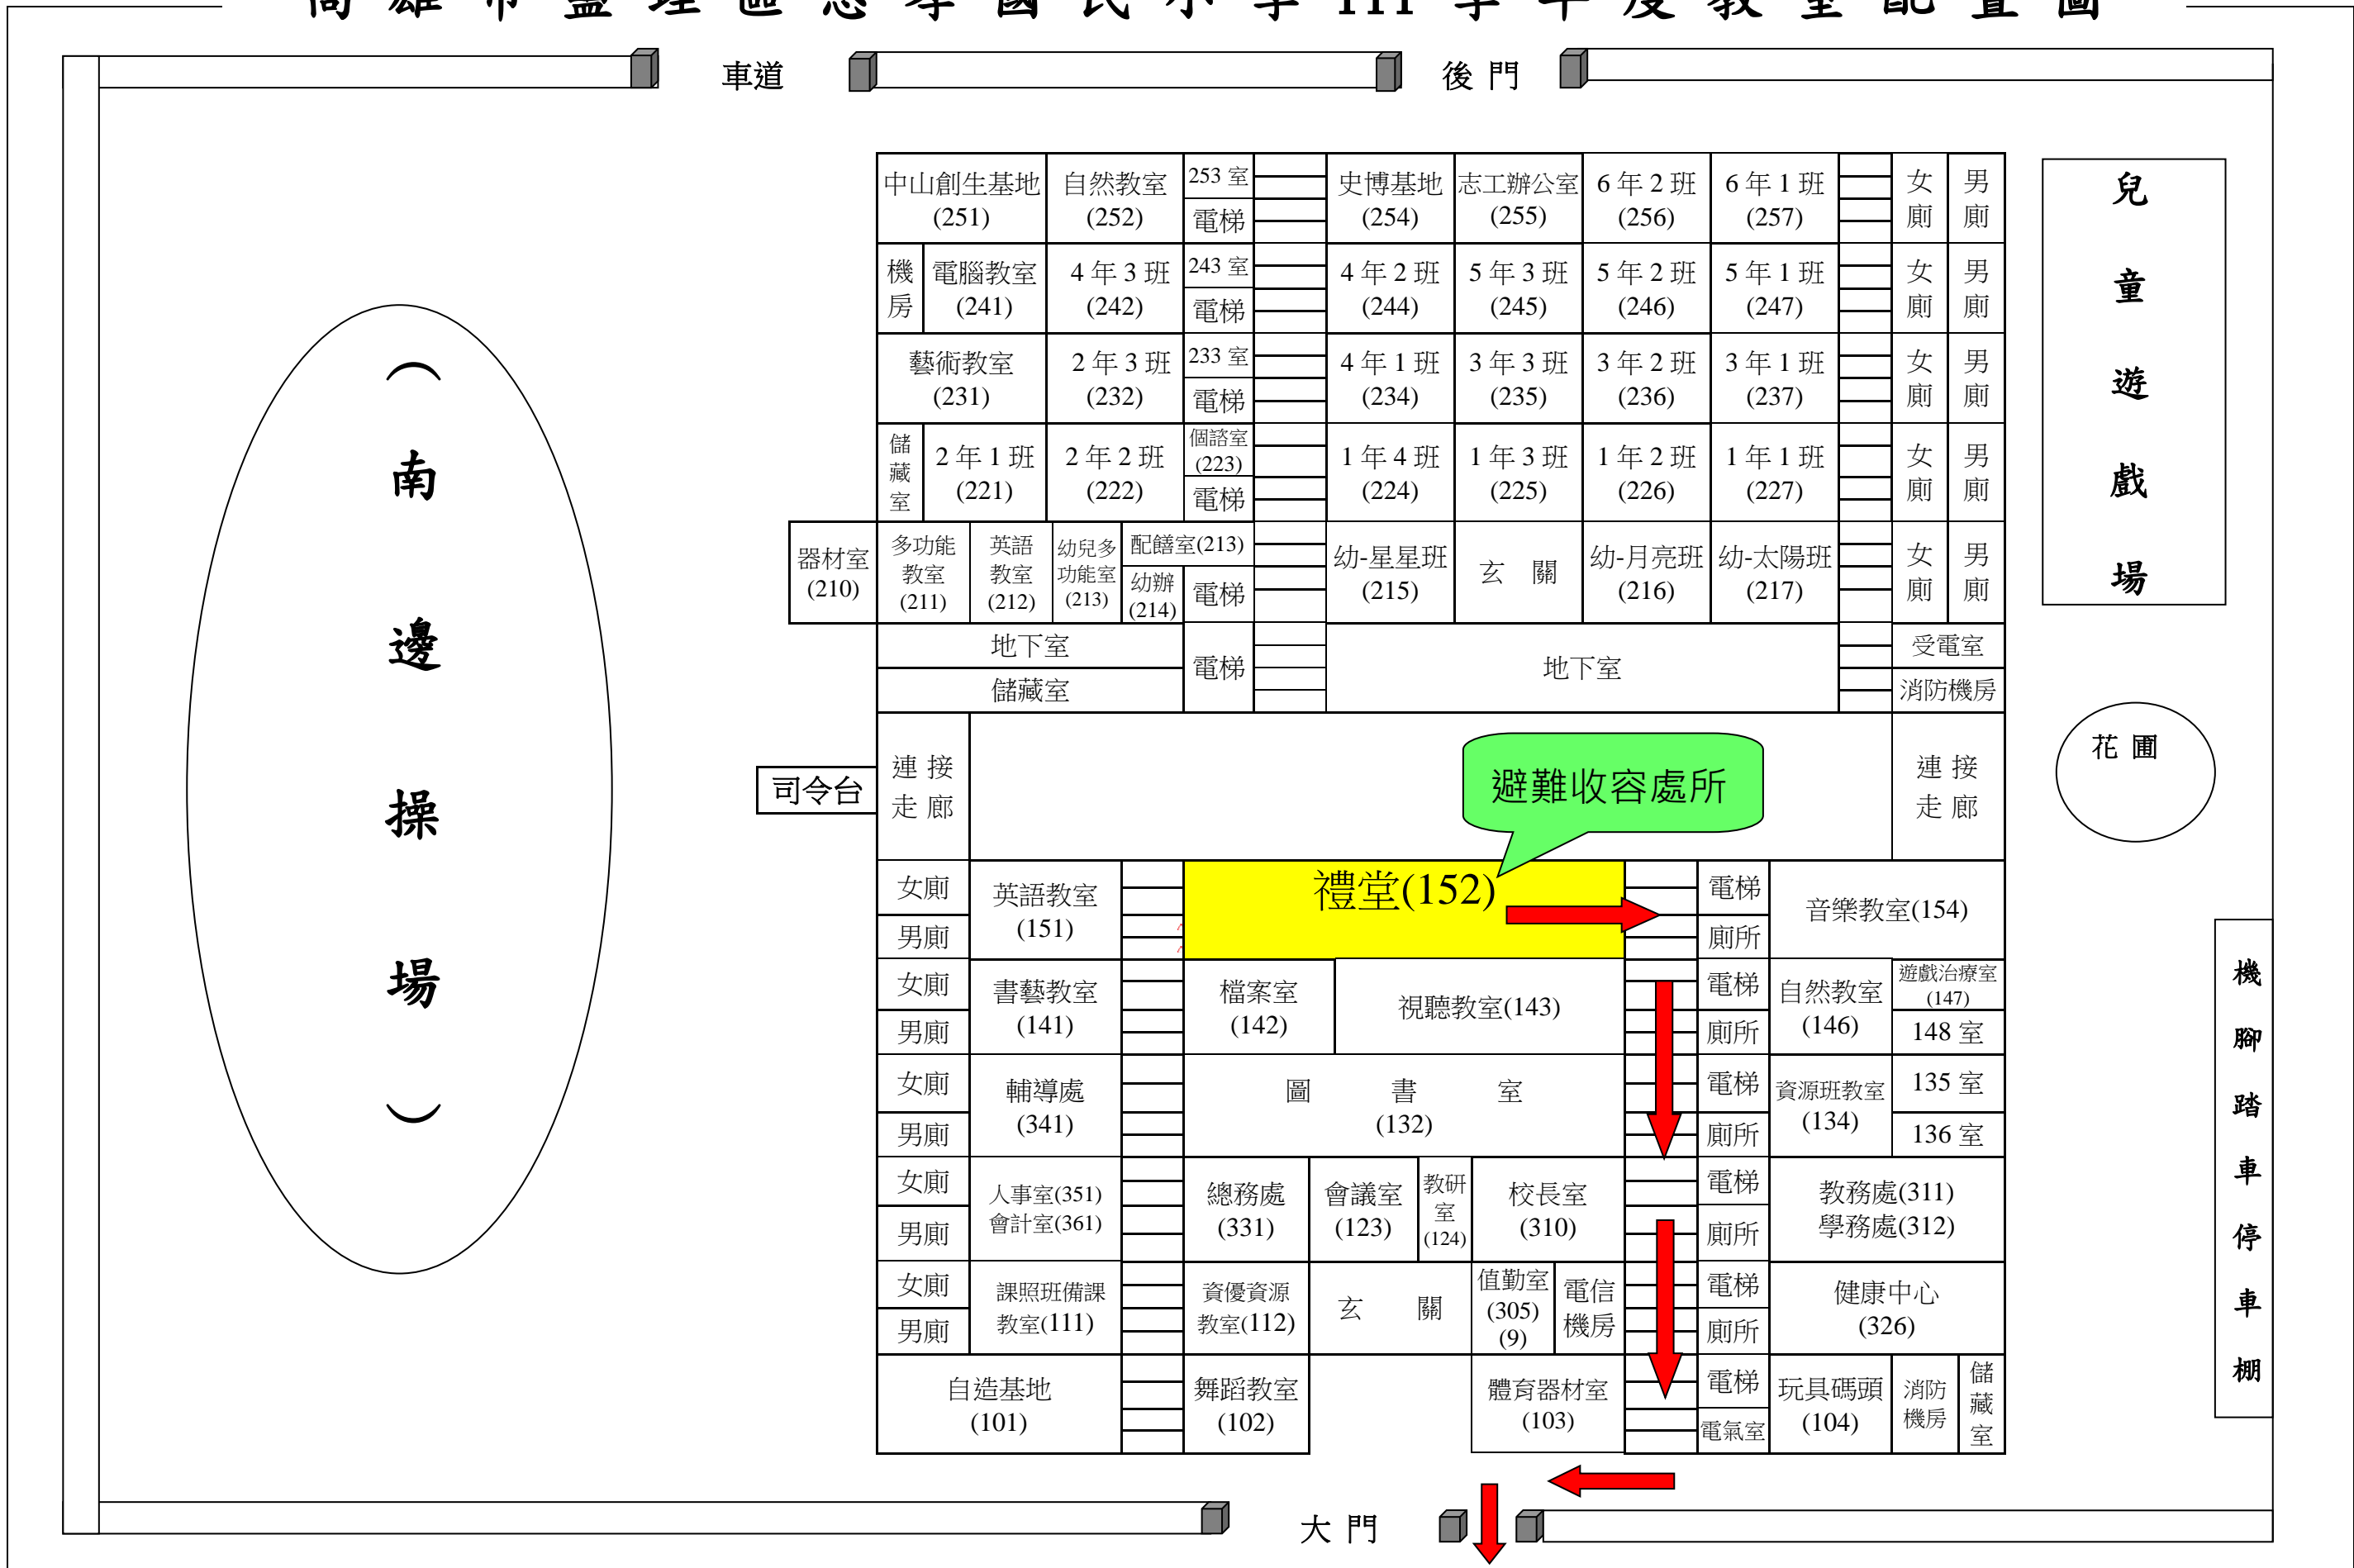 高雄市鹽埕區忠孝國民小學111學年度教室配置圖
車道
後門
中山創生基地
(251)
自然教室
(252)
253 室
電梯
史博基地
(254)
志工辦公室
(255)
6 年 2 班
(256)
6 年 1 班
(257)
女廁
男廁
機房
電腦教室
(241)
4 年 3 班
(242)
243 室
電梯
4 年 2 班
(244)
5 年 3 班
(245)
5 年 2 班
(246)
5 年 1 班
(247)
女廁
男廁
藝術教室
(231)
2 年 3 班
(232)
233 室
電梯
4 年 1 班
(234)
3 年 3 班
(235)
3 年 2 班
(236)
3 年 1 班
(237)
女廁
男廁
儲藏室
2 年 1 班
(221)
2 年 2 班
(222)
個諮室
(223)
電梯
1 年 4 班
(224)
1 年 3 班
(225)
1 年 2 班
(226)
1 年 1 班
(227)
女廁
男廁
器材室
(210)
多功能
教室
(211)
英語
教室
(212)
幼兒多
功能室
(213)
配饍室(213)
幼辦
(214)
電梯
幼-星星班
(215)
玄 關
幼-月亮班
(216)
幼-太陽班
(217)
女廁
男廁
地下室
儲藏室
電梯
地下室
受電室
消防機房
兒童遊戲場
花圃
(南邊操場)
司令台
連接
走廊
避難收容處所
連接
走廊
女廁
男廁
英語教室
(151)
禮堂(152)
電梯
廁所
音樂教室(154)
女廁
男廁
書藝教室
(141)
檔案室
(142)
視聽教室(143)
電梯
廁所
自然教室
(146)
遊戲治療室
(147)
148 室
女廁
男廁
輔導處
(341)
圖 書 室
(132)
電梯
廁所
資源班教室
(134)
135 室
136 室
女廁
男廁
人事室(351)
會計室(361)
總務處
(331)
會議室
(123)
教研
室
(124)
校長室
(310)
電梯
廁所
教務處(311)
學務處(312)
女廁
男廁
課照班備課
教室(111)
資優資源
教室(112)
玄 關
值勤室
(305)
(9)
電信
機房
電梯
廁所
健康中心
(326)
自造基地
(101)
舞蹈教室
(102)
體育器材室
(103)
電梯
電氣室
玩具碼頭
(104)
消防
機房
儲藏室
機腳踏車停車棚
大門